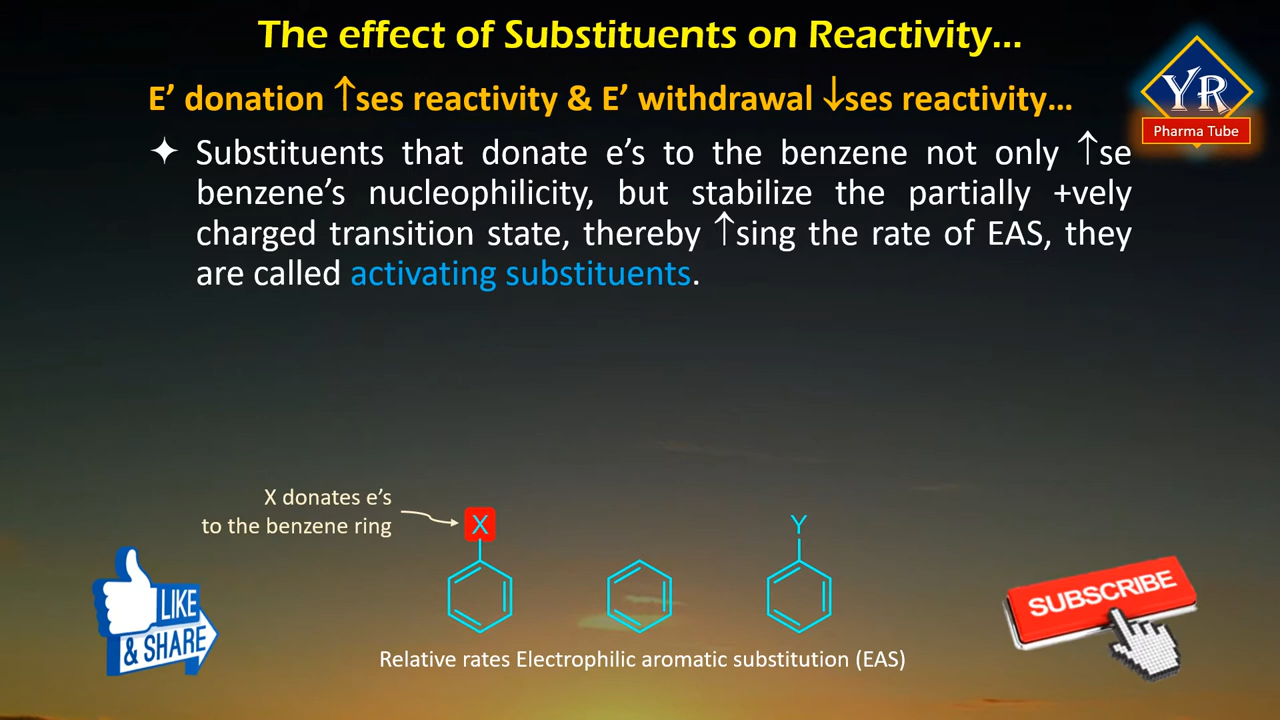 The effect of Substituents on Reactivity...
YR
Pharma Tube
E’ donation ↑ses reactivity & E’ withdrawal ↓ses reactivity...
Substituents that donate e’s to the benzene not only ↑se
benzene’s nucleophilicity, but stabilize the partially +vely
charged transition state, thereby ↑sing the rate of EAS, they
are called activating substituents.
X donates e’s
to the benzene ring
X
Y
LIKE
& SHARE
SUBSCRIBE
Relative rates Electrophilic aromatic substitution (EAS)